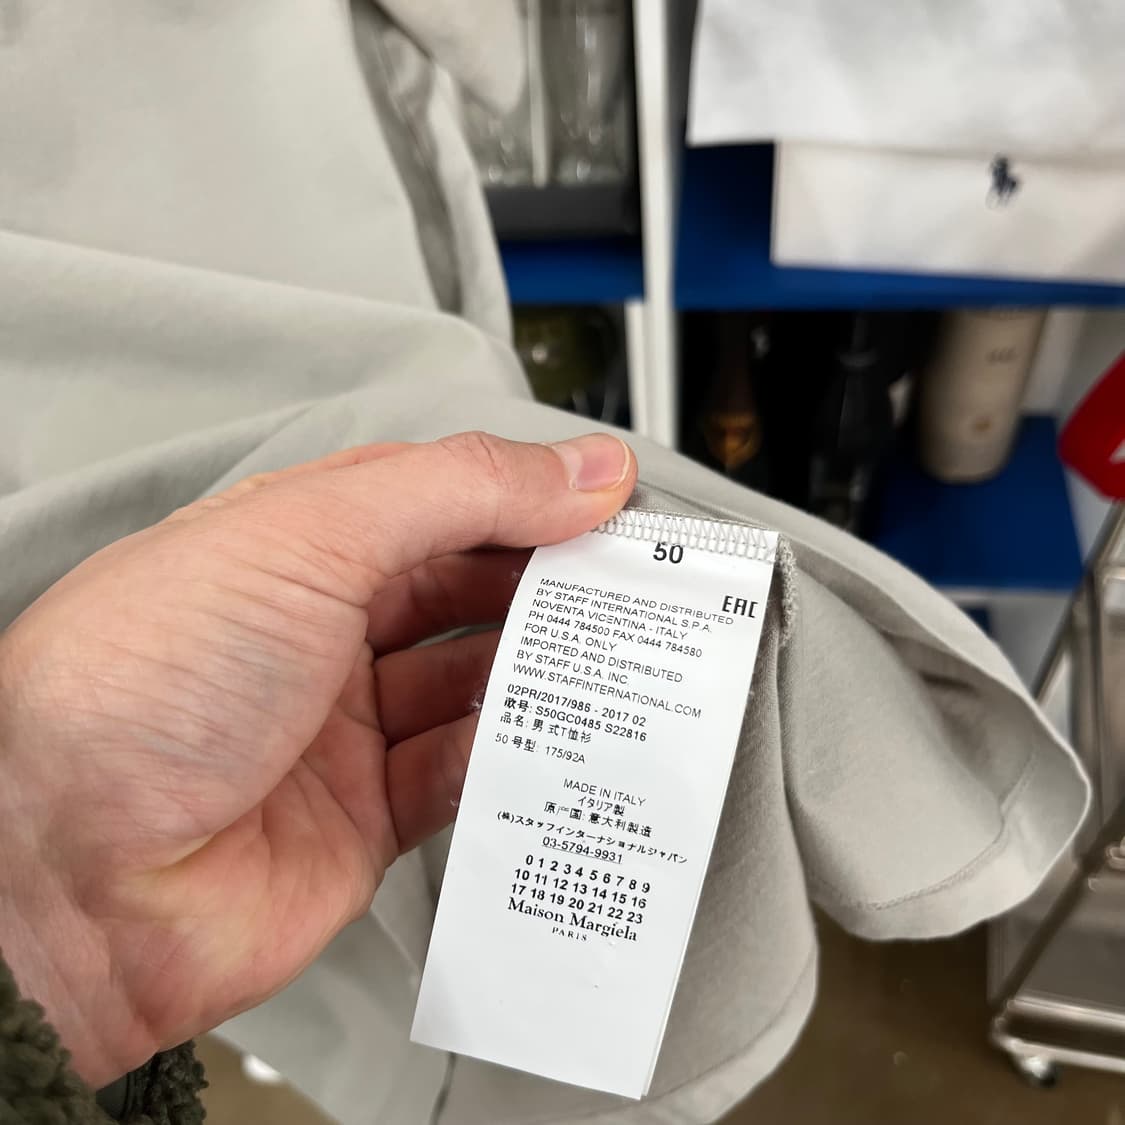 50
EAC
MANUFACTURED AND DISTRIBUTED
BY STAFF INTERNATIONAL S.P.A.
NOVENTA VICENTINA - ITALY
PH 0444 784500 FAX 0444 784580
FOR U.S.A. ONLY
IMPORTED AND DISTRIBUTED
BY STAFF U.S.A. INC
WWW.STAFFINTERNATIONAL.COM
02PR/2017/986 - 2017 02
款号: S50GC0485 S22816
品名: 男 式T恤衫
50 号型: 175/92A
MADE IN ITALY
イタリア製
原产国: 意大利製造
(株)スタッフインターナショナルジャパン
03-5794-9931
0 1 2 3 4 5 6 7 8 9
10 11 12 13 14 15 16
17 18 19 20 21 22 23
Maison Margiela
PARIS